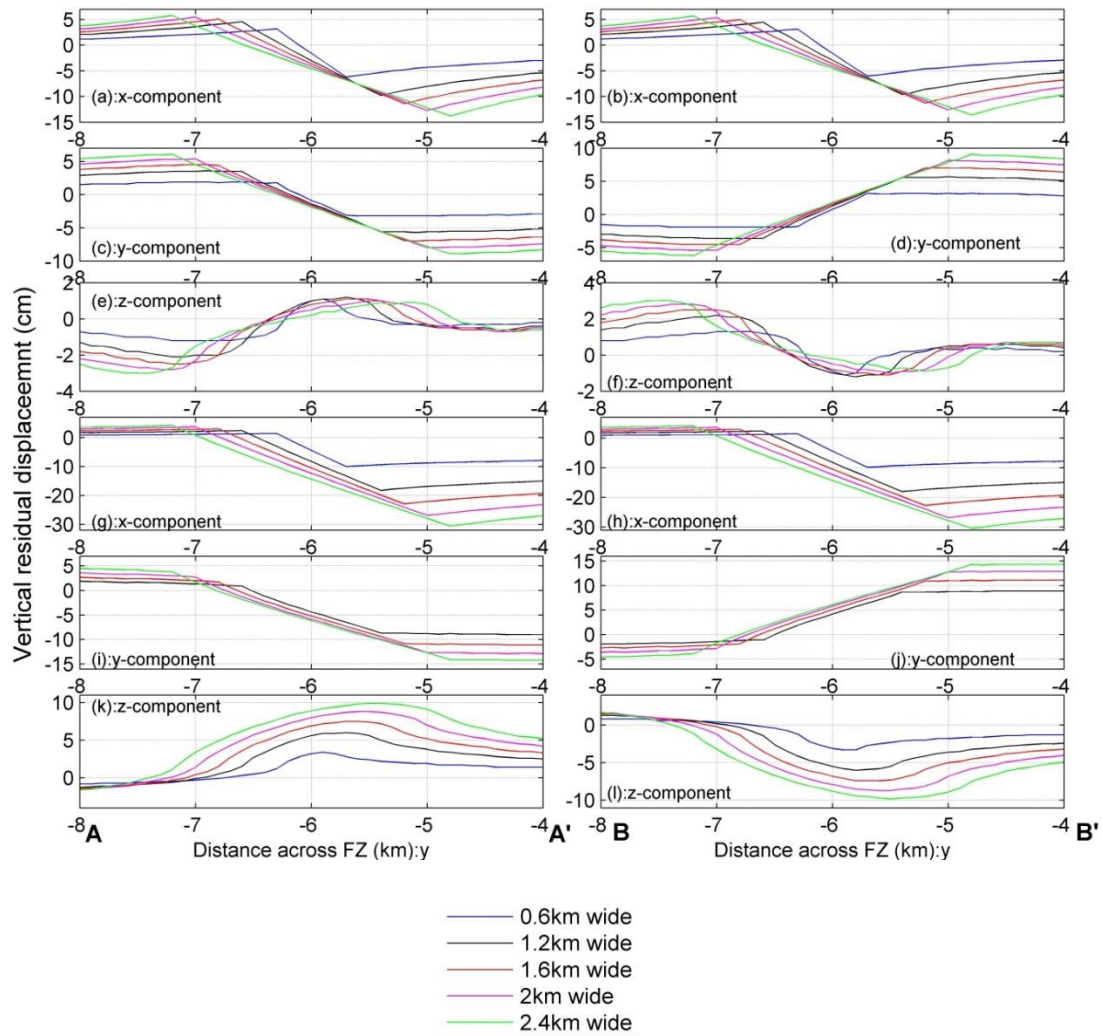 Vertical residual displaceemnt (cm)
5 0 -5 -10 -15
(a):x-component
-8 -7 -6 -5 -4
5 0 -5 -10 -15
(b):x-component
-8 -7 -6 -5 -4
5 0 -5 -10
(c):y-component
-8 -7 -6 -5 -4
10 5 0 -5
(d):y-component
-8 -7 -6 -5 -4
2 0 -2 -4
(e):z-component
-8 -7 -6 -5 -4
4 2 0 -2
(f):z-component
-8 -7 -6 -5 -4
0 -10 -20 -30
(g):x-component
-8 -7 -6 -5 -4
0 -10 -20 -30
(h):x-component
-8 -7 -6 -5 -4
5 0 -5 -10 -15
(i):y-component
-8 -7 -6 -5 -4
15 10 5 0 -5
(j):y-component
-8 -7 -6 -5 -4
10 5 0
(k):z-component
-8 -7 -6 -5 -4
A A'
Distance across FZ (km):y
0 -5 -10
(l):z-component
-8 -7 -6 -5 -4
B B'
Distance across FZ (km):y
0.6km wide
1.2km wide
1.6km wide
2km wide
2.4km wide